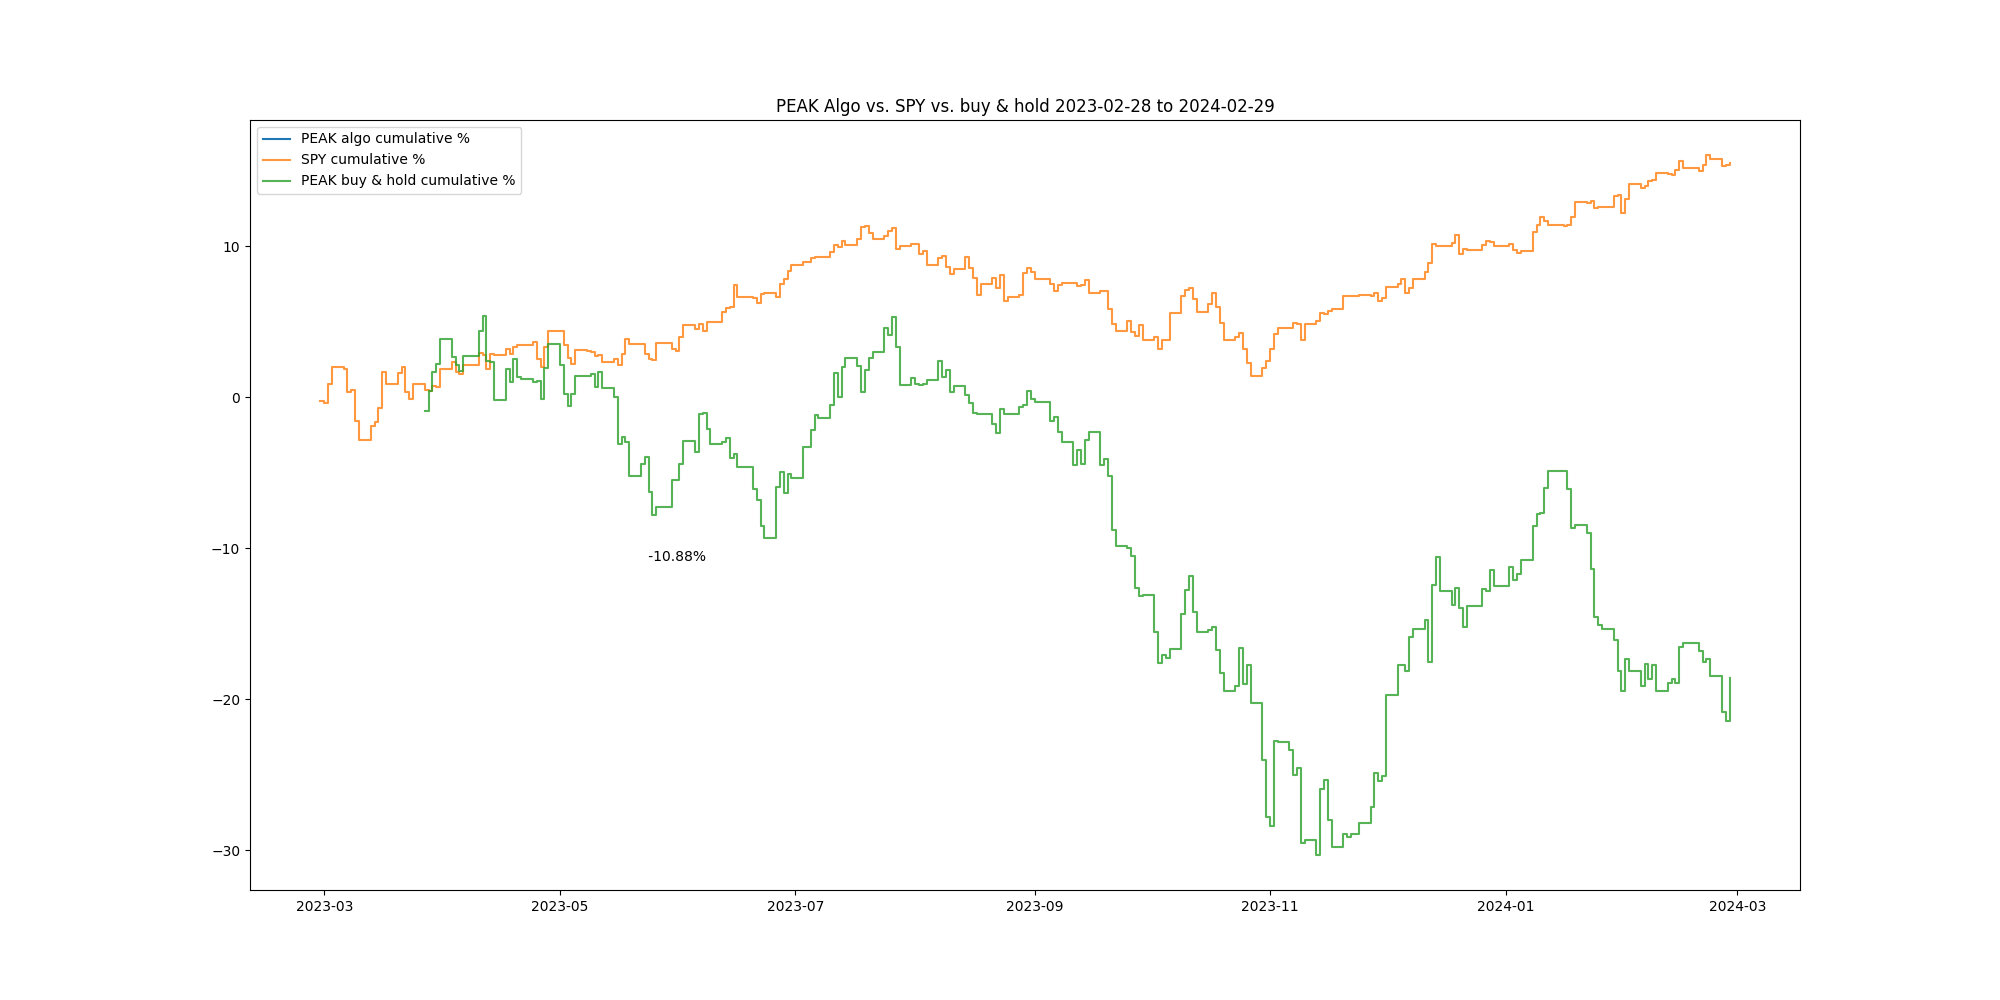 PEAK Algo vs. SPY vs. buy & hold 2023-02-28 to 2024-02-29
PEAK algo cumulative %
SPY cumulative %
PEAK buy & hold cumulative %
10
0
−10
−20
−30
-10.88%
2023-03 2023-05 2023-07 2023-09 2023-11 2024-01 2024-03